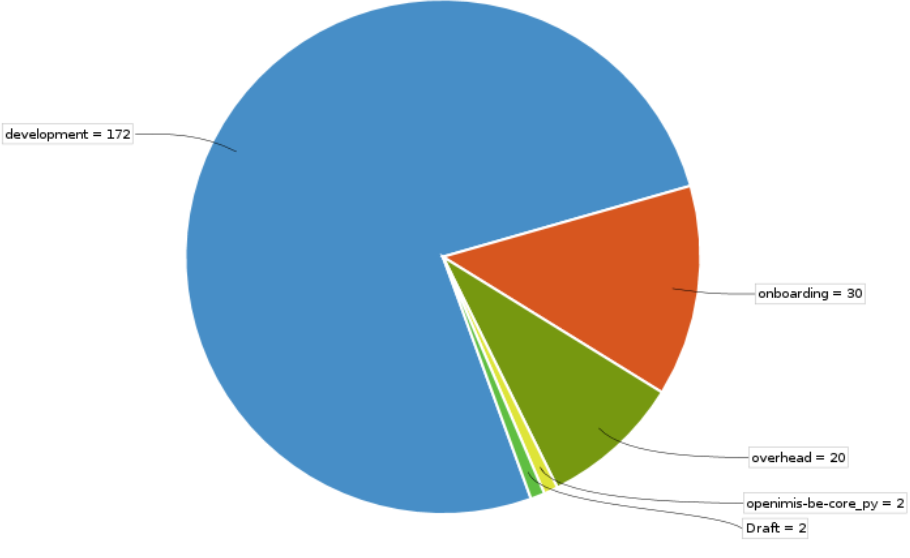 development = 172
onboarding = 30
overhead = 20
openimis-be-core_py = 2
Draft = 2